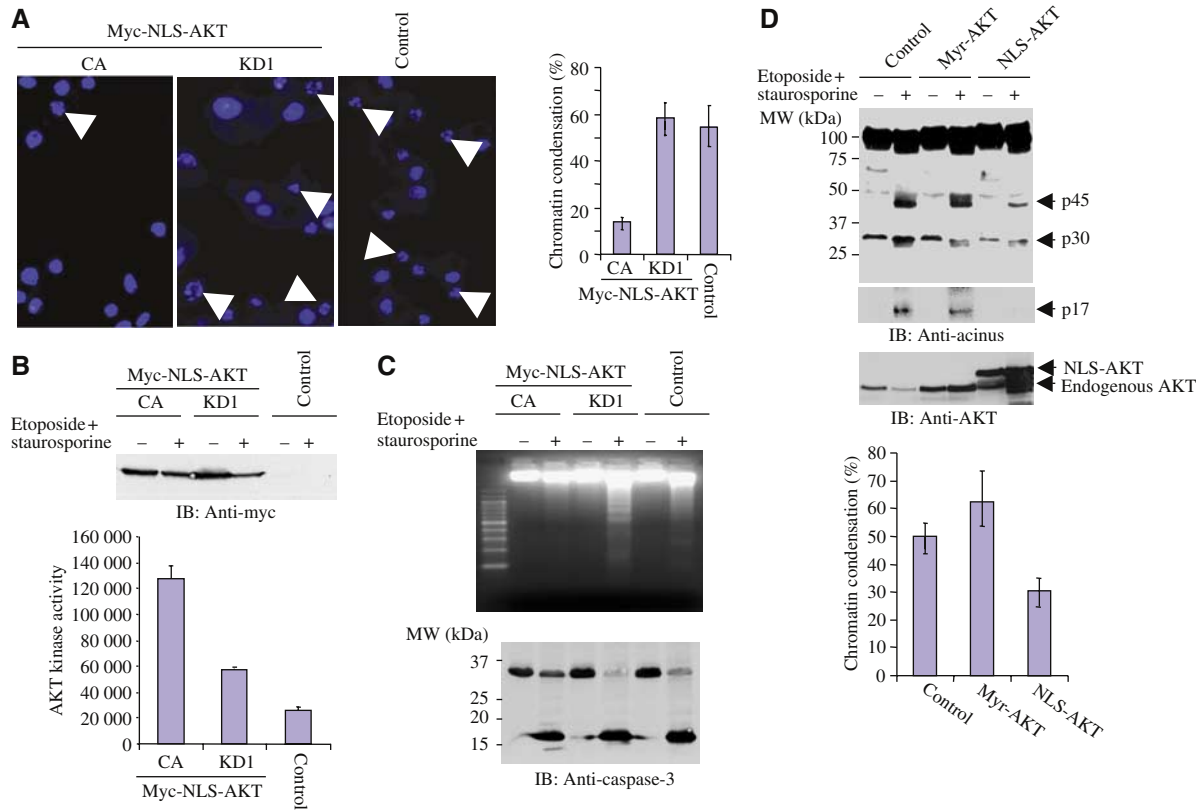 A
Myc-NLS-AKT
CA
KD1
Control
Chromatin condensation (%)
80
60
40
20
0
CA
KD1
Control
Myc-NLS-AKT
B
Myc-NLS-AKT
Control
CA
KD1
Etoposide+
staurosporine
– + – + – +
IB: Anti-myc
AKT kinase activity
160 000
140 000
120 000
100 000
80 000
60 000
40 000
20 000
0
CA
KD1
Control
Myc-NLS-AKT
C
Myc-NLS-AKT
Control
CA
KD1
Etoposide+
staurosporine
– + – + – +
MW (kDa)
37
25
20
15
IB: Anti-caspase-3
D
Control
Myr-AKT
NLS-AKT
Etoposide+
staurosporine
– + – + – +
MW (kDa)
100
75
50
37
25
p45
p30
p17
IB: Anti-acinus
NLS-AKT
Endogenous AKT
IB: Anti-AKT
Chromatin condensation (%)
80
70
60
50
40
30
20
10
0
Control
Myr-AKT
NLS-AKT